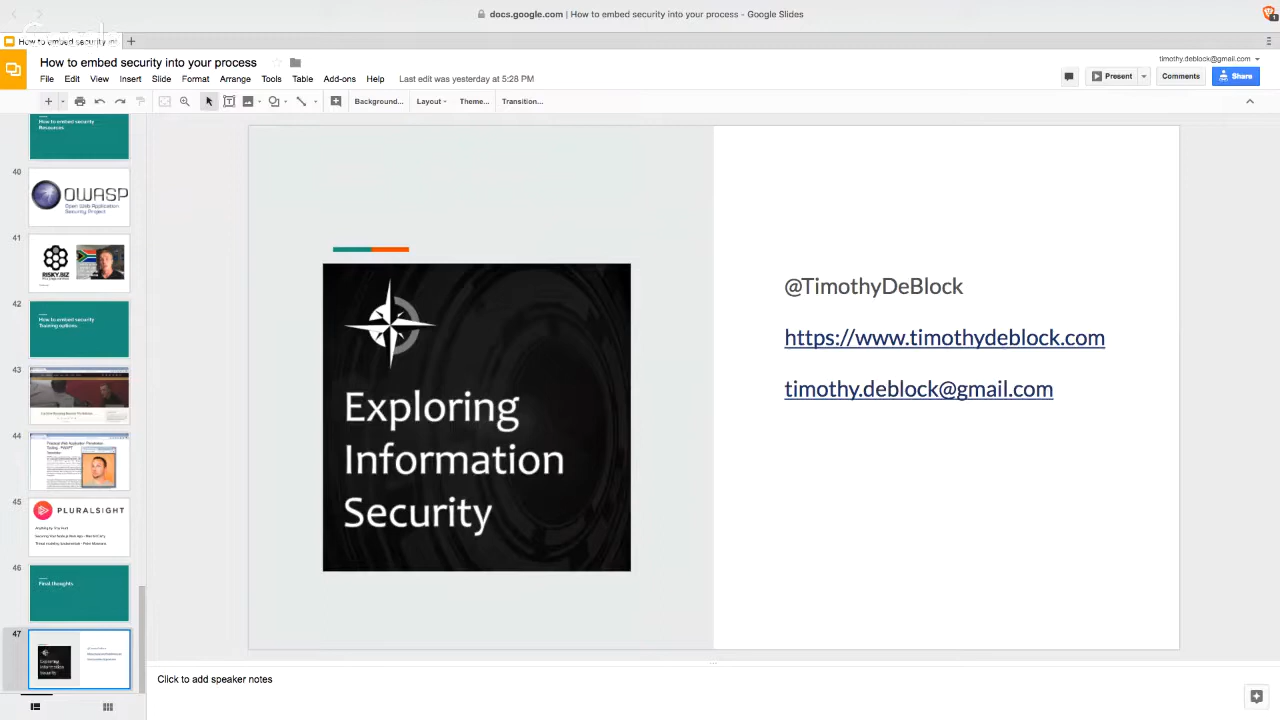 docs.google.com | How to embed security into your process - Google Slides
How to embed security int
How to embed security into your process
timothy.deblock@gmail.com
File Edit View Insert Slide Format Arrange Tools Table Add-ons Help Last edit was yesterday at 5:28 PM
Present
Comments
Share
Background...
Layout
Theme...
Transition...
How to embed security
Resources
40
OWASP
Open Web Application
Security Project
41
RISKY.BIZ
42
How to embed security
Training options
43
44
45
PLURALSIGHT
Anything by Troy Hunt
46
Final thoughts
47
Exploring
Information
Security
@TimothyDeBlock
https://www.timothydeblock.com
timothy.deblock@gmail.com
Click to add speaker notes